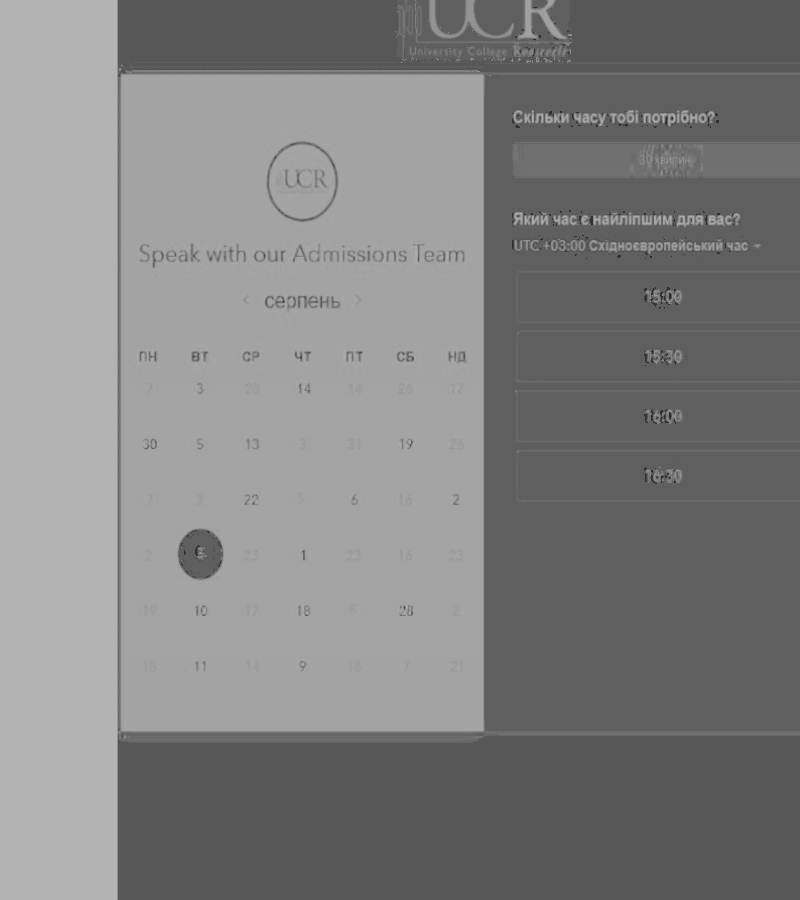 UCR
University College Roosevelt
UCR
Speak with our Admissions Team
< серпень >
ПН ВТ СР ЧТ ПТ СБ НД
7 3 28 14 14 26 17
30 5 13 3 31 19 26
7 2 22 5 6 16 2
2 23 1 23 16 23
19 10 17 18 5 28 2
18 11 14 9 16 7 21
Скільки часу тобі потрібно?
30 хвилин
Який час є найліпшим для вас?
UTC +03:00 Східноєвропейський час
15:00
15:30
16:00
16:30